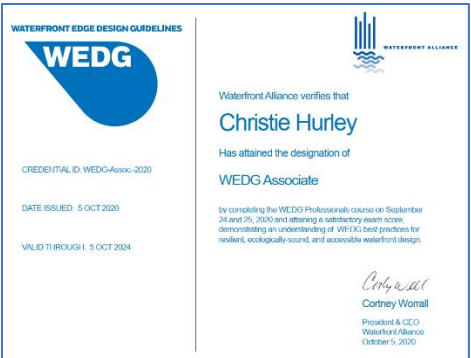 WATERFRONT EDGE DESIGN GUIDELINES
WEDG
CREDENTIAL ID: WEDG-Assoc.-2020
DATE ISSUED: 5 OCT 2020
VALID THROUGH: 5 OCT 2024
WATERFRONT ALLIANCE
Waterfront Alliance verifies that
Christie Hurley
Has attained the designation of
WEDG Associate
by completing the WEDG Professionals course on September
24 and 25, 2020 and attaining a satisfactory exam score,
demonstrating an understanding of WEDG best practices for
resilient, ecologically-sound, and accessible waterfront design.
Cortney Worrall
President & CEO
Waterfront Alliance
October 5, 2020